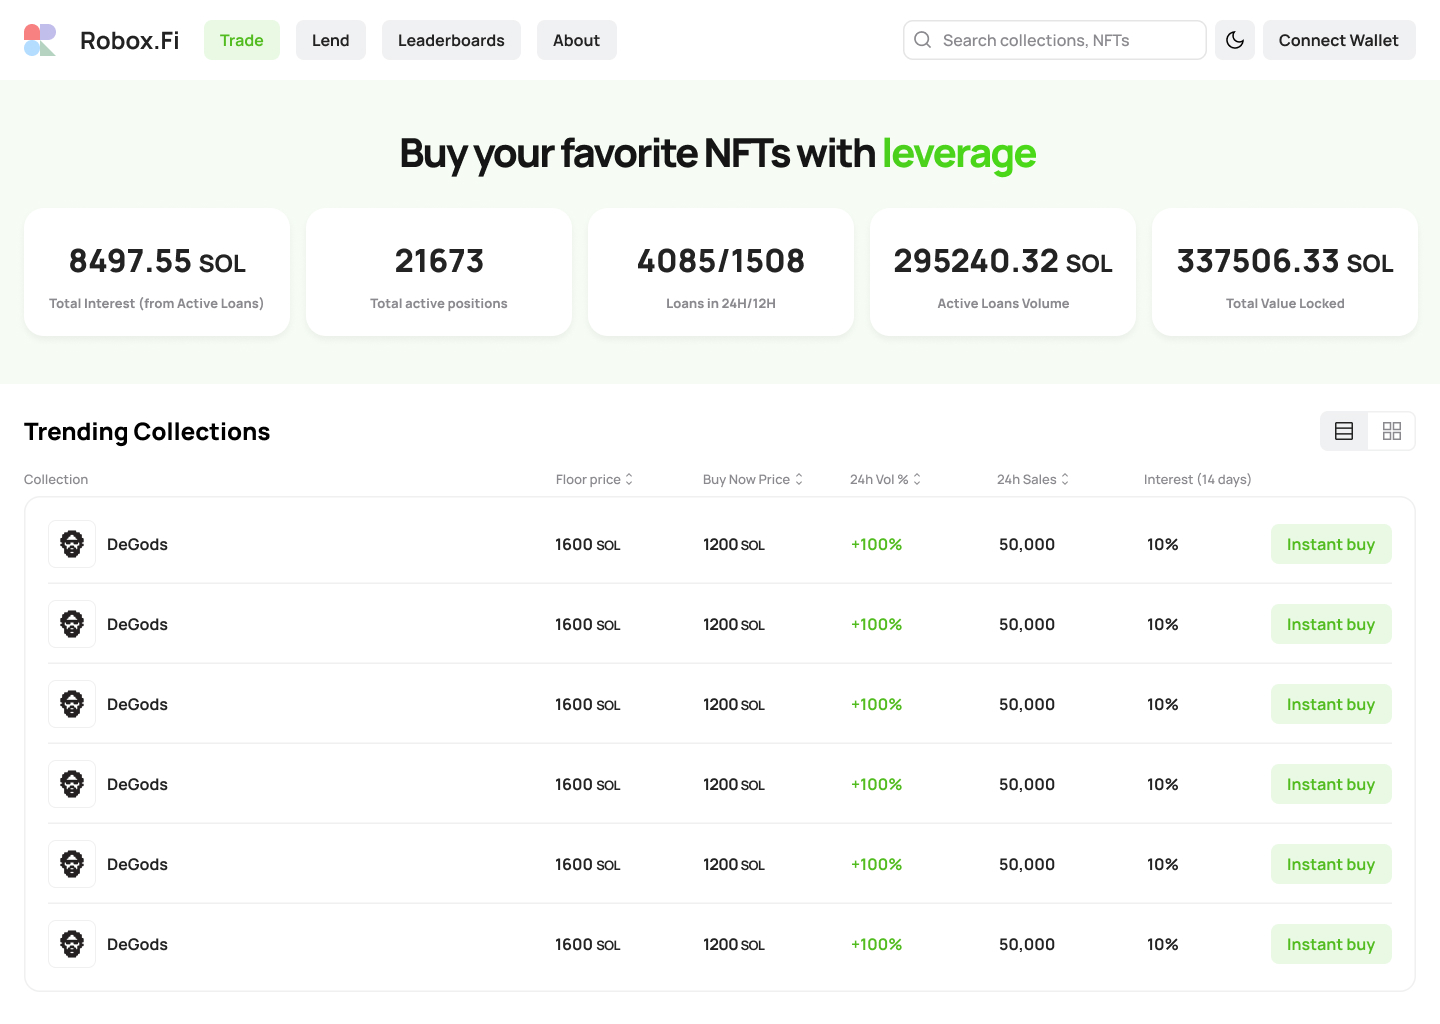 Robox.Fi Trade Lend Leaderboards About Search collections, NFTs Connect Wallet
Buy your favorite NFTs with leverage
8497.55 SOL
Total Interest (from Active Loans)
21673
Total active positions
4085/1508
Loans in 24H/12H
295240.32 SOL
Active Loans Volume
337506.33 SOL
Total Value Locked
Trending Collections
Collection Floor price Buy Now Price 24h Vol % 24h Sales Interest (14 days)
DeGods 1600 SOL 1200 SOL +100% 50,000 10% Instant buy
DeGods 1600 SOL 1200 SOL +100% 50,000 10% Instant buy
DeGods 1600 SOL 1200 SOL +100% 50,000 10% Instant buy
DeGods 1600 SOL 1200 SOL +100% 50,000 10% Instant buy
DeGods 1600 SOL 1200 SOL +100% 50,000 10% Instant buy
DeGods 1600 SOL 1200 SOL +100% 50,000 10% Instant buy